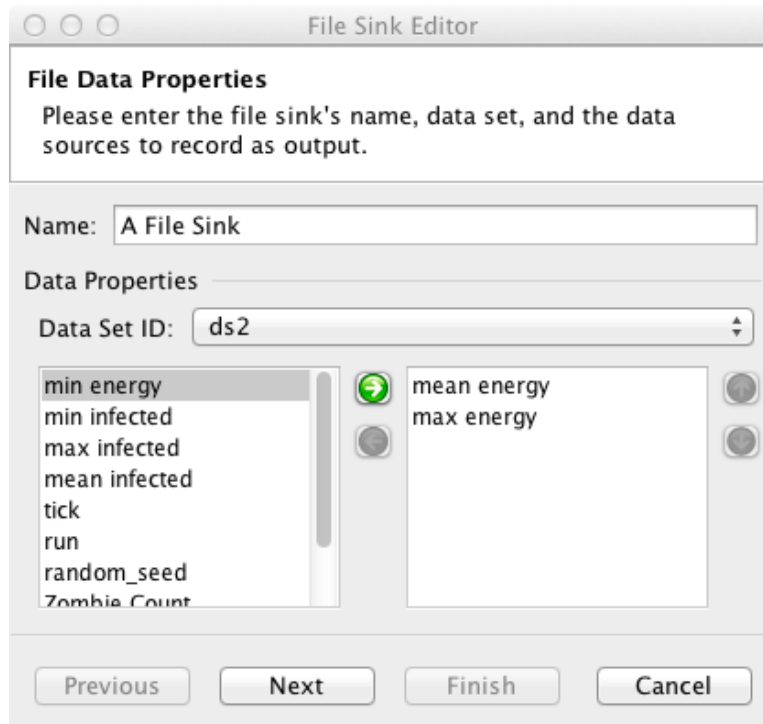 File Sink Editor
File Data Properties
Please enter the file sink's name, data set, and the data
sources to record as output.
Name: A File Sink
Data Properties
Data Set ID: ds2
min energy
min infected
max infected
mean infected
tick
run
random_seed
Zombie Count
mean energy
max energy
Previous Next Finish Cancel